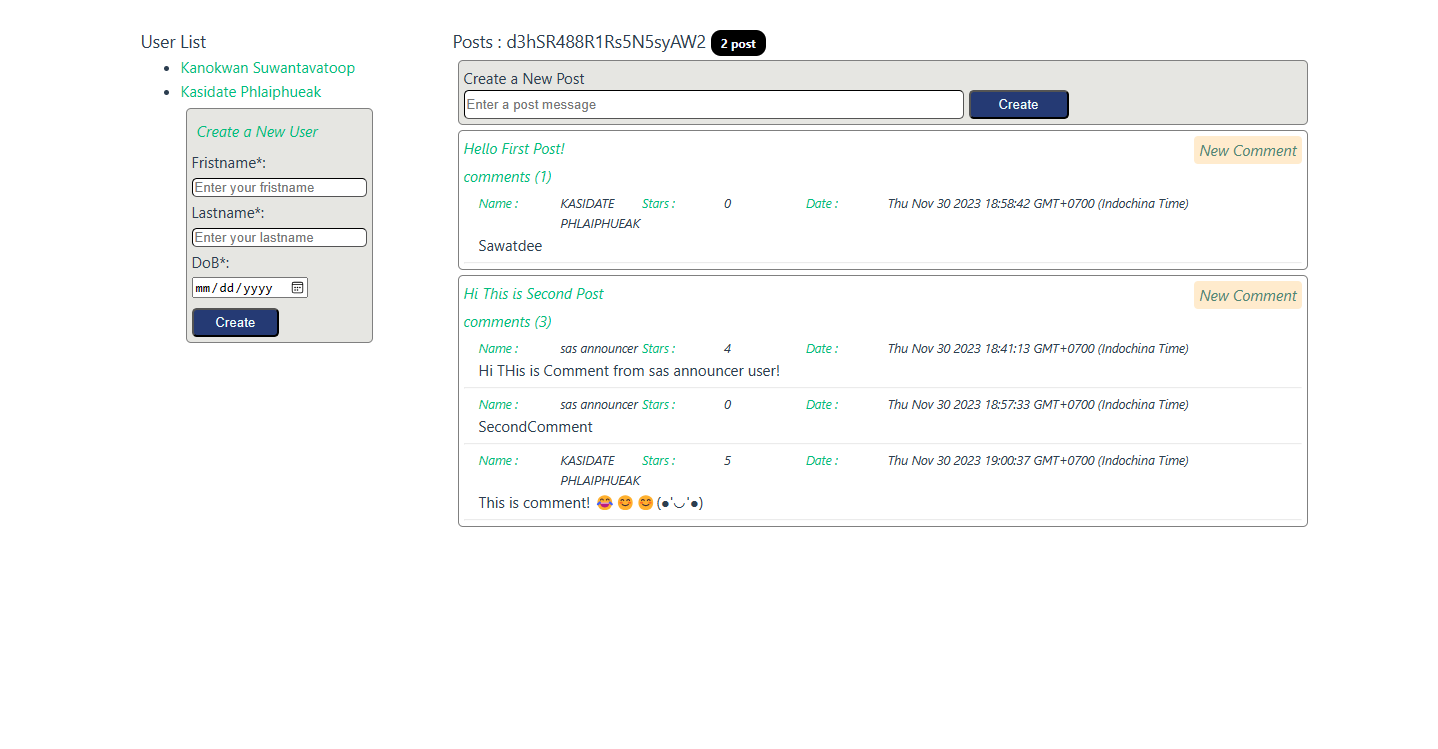 User List
Kanokwan Suwantavatoop
Kasidate Phlaiphueak
Create a New User
Fristname*:
Enter your fristname
Lastname*:
Enter your lastname
DoB*:
mm/dd/yyyy
Create
Posts : d3hSR488R1Rs5N5syAW2 2 post
Create a New Post
Enter a post message Create
Hello First Post! New Comment
comments (1)
Name : KASIDATE Stars : 0 Date : Thu Nov 30 2023 18:58:42 GMT+0700 (Indochina Time)
PHLAIPHUEAK
Sawatdee
Hi This is Second Post New Comment
comments (3)
Name : sas announcer Stars : 4 Date : Thu Nov 30 2023 18:41:13 GMT+0700 (Indochina Time)
Hi THis is Comment from sas announcer user!
Name : sas announcer Stars : 0 Date : Thu Nov 30 2023 18:57:33 GMT+0700 (Indochina Time)
SecondComment
Name : KASIDATE Stars : 5 Date : Thu Nov 30 2023 19:00:37 GMT+0700 (Indochina Time)
PHLAIPHUEAK
This is comment! 😂😊😊(●'◡'●)